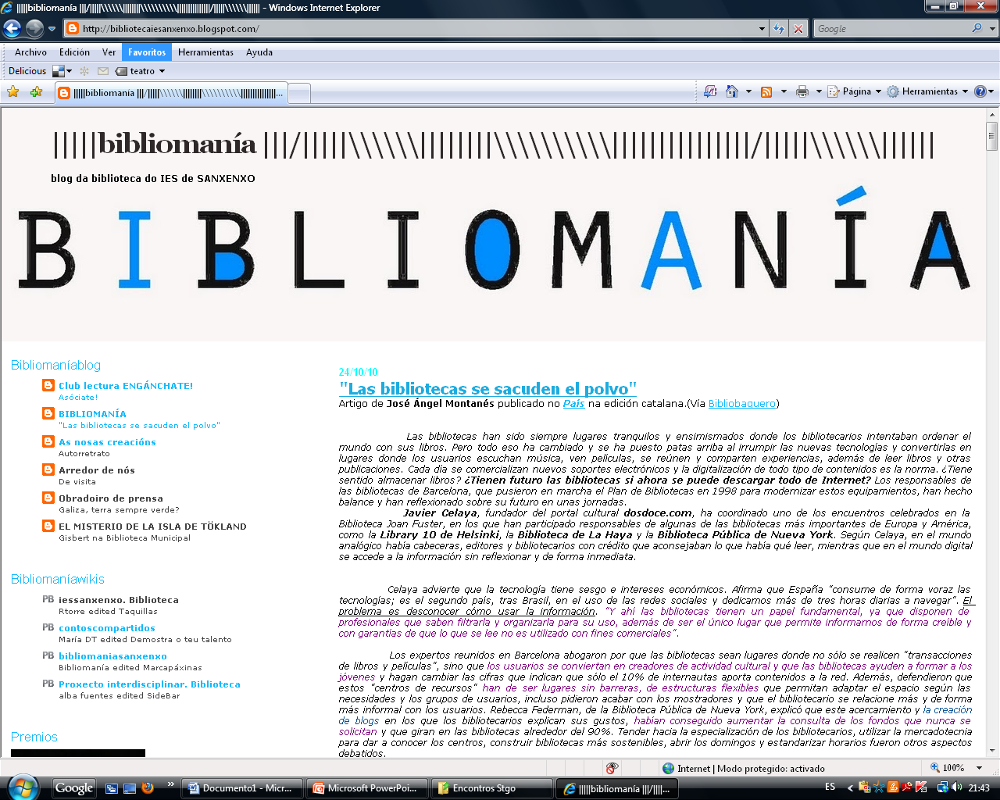 |||||bibliomanía |||/|||||\\\\\\||||||||\\\\\\\\\\|||||||||||||||/|||||\\\\\\|||||| - Windows Internet Explorer
http://bibliotecaiesanxenxo.blogspot.com/
Google
Archivo Edición Ver Favoritos Herramientas Ayuda
Delicious teatro
|||||bibliomanía |||/|||||\\\\\\||||||||\\\\\\\\\\|||||||||||||||...
Página Herramientas
|||||bibliomanía |||/|||||\\\\\\||||||||\\\\\\\\\\|||||||||||||||/|||||\\\\\\||||||
blog da biblioteca do IES de SANXENXO
BIBLIOMANÍA
Bibliomaníablog
Club lectura ENGÁNCHATE!
Asóciate!
BIBLIOMANÍA
"Las bibliotecas se sacuden el polvo"
As nosas creacións
Autorretrato
Arredor de nós
De visita
Obradoiro de prensa
Galiza, terra sempre verde?
EL MISTERIO DE LA ISLA DE TÖKLAND
Gisbert na Biblioteca Municipal
Bibliomaníawikis
PB iessanxenxo. Biblioteca
Rtorre edited Taquillas
PB contoscompartidos
María DT edited Demostra o teu talento
PB bibliomaniasanxenxo
Bibliomanía edited Marcapáxinas
PB Proxecto interdisciplinar. Biblioteca
alba fuentes edited SideBar
Premios
24/10/10
"Las bibliotecas se sacuden el polvo"
Artigo de José Ángel Montanés publicado no País na edición catalana.(Vía Bibliobaguero)
Las bibliotecas han sido siempre lugares tranquilos y ensimismados donde los bibliotecarios intentaban ordenar el
mundo con sus libros. Pero todo eso ha cambiado y se ha puesto patas arriba al irrumpir las nuevas tecnologías y convertirlas en
lugares donde los usuarios escuchan música, ven películas, se reúnen y comparten experiencias, además de leer libros y otras
publicaciones. Cada día se comercializan nuevos soportes electrónicos y la digitalización de todo tipo de contenidos es la norma. ¿Tiene
sentido almacenar libros? ¿Tienen futuro las bibliotecas si ahora se puede descargar todo de Internet? Los responsables de
las bibliotecas de Barcelona, que pusieron en marcha el Plan de Bibliotecas en 1998 para modernizar estos equipamientos, han hecho
balance y han reflexionado sobre su futuro en unas jornadas.
Javier Celaya, fundador del portal cultural dosdoce.com, ha coordinado uno de los encuentros celebrados en la
Biblioteca Joan Fuster, en los que han participado responsables de algunas de las bibliotecas más importantes de Europa y América,
como la Library 10 de Helsinki, la Biblioteca de La Haya y la Biblioteca Pública de Nueva York. Según Celaya, en el mundo
analógico había cabeceras, editores y bibliotecarios con crédito que aconsejaban lo que había qué leer, mientras que en el mundo digital
se accede a la información sin reflexionar y de forma inmediata.
Celaya advierte que la tecnología tiene sesgo e intereses económicos. Afirma que España "consume de forma voraz las
tecnologías; es el segundo país, tras Brasil, en el uso de las redes sociales y dedicamos más de tres horas diarias a navegar". El
problema es desconocer cómo usar la información. "Y ahí las bibliotecas tienen un papel fundamental, ya que disponen de
profesionales que saben filtrarla y organizarla para su uso, además de ser el único lugar que permite informarnos de forma creíble y
con garantías de que lo que se lee no es utilizado con fines comerciales".
Los expertos reunidos en Barcelona abogaron por que las bibliotecas sean lugares donde no sólo se realicen "transacciones
de libros y películas", sino que los usuarios se conviertan en creadores de actividad cultural y que las bibliotecas ayuden a formar a los
jóvenes y hagan cambiar las cifras que indican que sólo el 10% de internautas aporta contenidos a la red. Además, defendieron que
estos "centros de recursos" han de ser lugares sin barreras, de estructuras flexibles que permitan adaptar el espacio según las
necesidades y los grupos de usuarios, incluso pidieron acabar con los mostradores y que el bibliotecario se relacione más y de forma
más informal con los usuarios. Rebecca Federman, de la Biblioteca Pública de Nueva York, explicó que este acercamiento y la creación
de blogs en los que los bibliotecarios explican sus gustos, habían conseguido aumentar la consulta de los fondos que nunca se
solicitan y que giran en las bibliotecas alrededor del 90%. Tender hacia la especialización de los bibliotecarios, utilizar la mercadotecnia
para dar a conocer los centros, construir bibliotecas más sostenibles, abrir los domingos y estandarizar horarios fueron otros aspectos
debatidos.
Internet | Modo protegido: activado
100%
Google
Documento1 - Micr...
Microsoft PowerPoi...
Encontros Stgo
|||||bibliomanía |||/||||...
ES
21:43